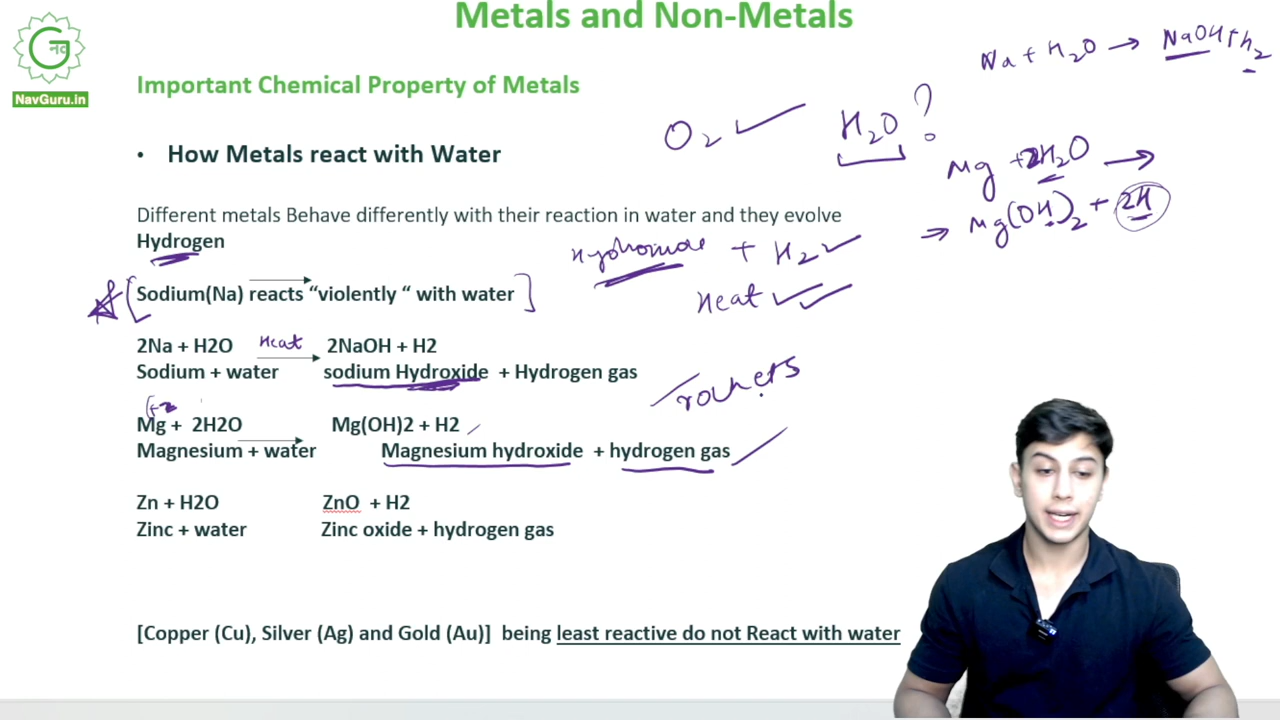 Metals and Non-Metals
Na + H2O → NaOH + h2
नव
NavGuru.in
Important Chemical Property of Metals
O2
H2O ?
• How Metals react with Water
Mg + 2H2O →
Different metals Behave differently with their reaction in water and they evolve
Hydrogen
⇒ Mg(OH)2 + 2H
Hydroxide + H2
Sodium(Na) reacts “violently “ with water
Heat
2Na + H2O Heat 2NaOH + H2
Sodium + water sodium Hydroxide + Hydrogen gas
rockets
Mg + 2H2O Mg(OH)2 + H2
Magnesium + water Magnesium hydroxide + hydrogen gas
Zn + H2O ZnO + H2
Zinc + water Zinc oxide + hydrogen gas
[Copper (Cu), Silver (Ag) and Gold (Au)] being least reactive do not React with water